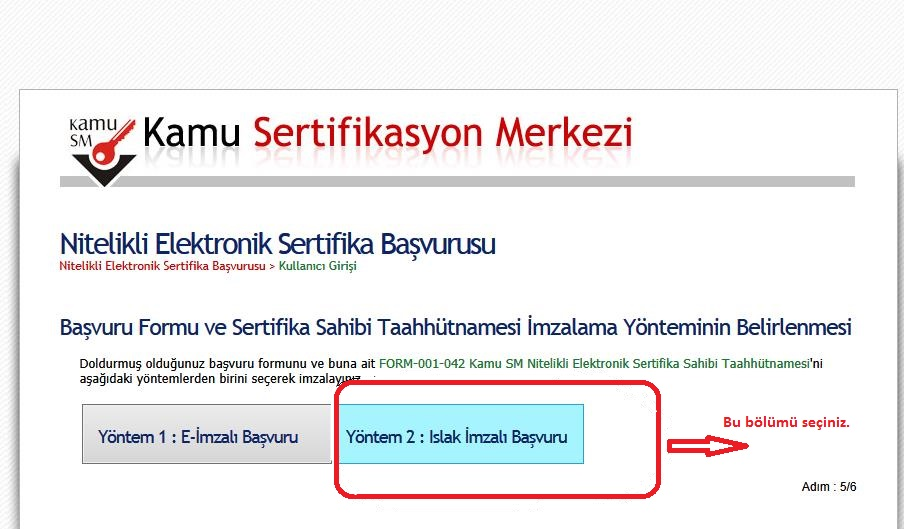 kamu
SM
Kamu Sertifikasyon Merkezi
Nitelikli Elektronik Sertifika Başvurusu
Nitelikli Elektronik Sertifika Başvurusu > Kullanıcı Girişi
Başvuru Formu ve Sertifika Sahibi Taahhütnamesi İmzalama Yönteminin Belirlenmesi
Doldurmuş olduğunuz başvuru formunu ve buna ait FORM-001-042 Kamu SM Nitelikli Elektronik Sertifika Sahibi Taahhütnamesi'ni
aşağıdaki yöntemlerden birini seçerek imzalayınız.
Yöntem 1 : E-İmzalı Başvuru
Yöntem 2 : Islak İmzalı Başvuru
Bu bölümü seçiniz.
Adım : 5/6